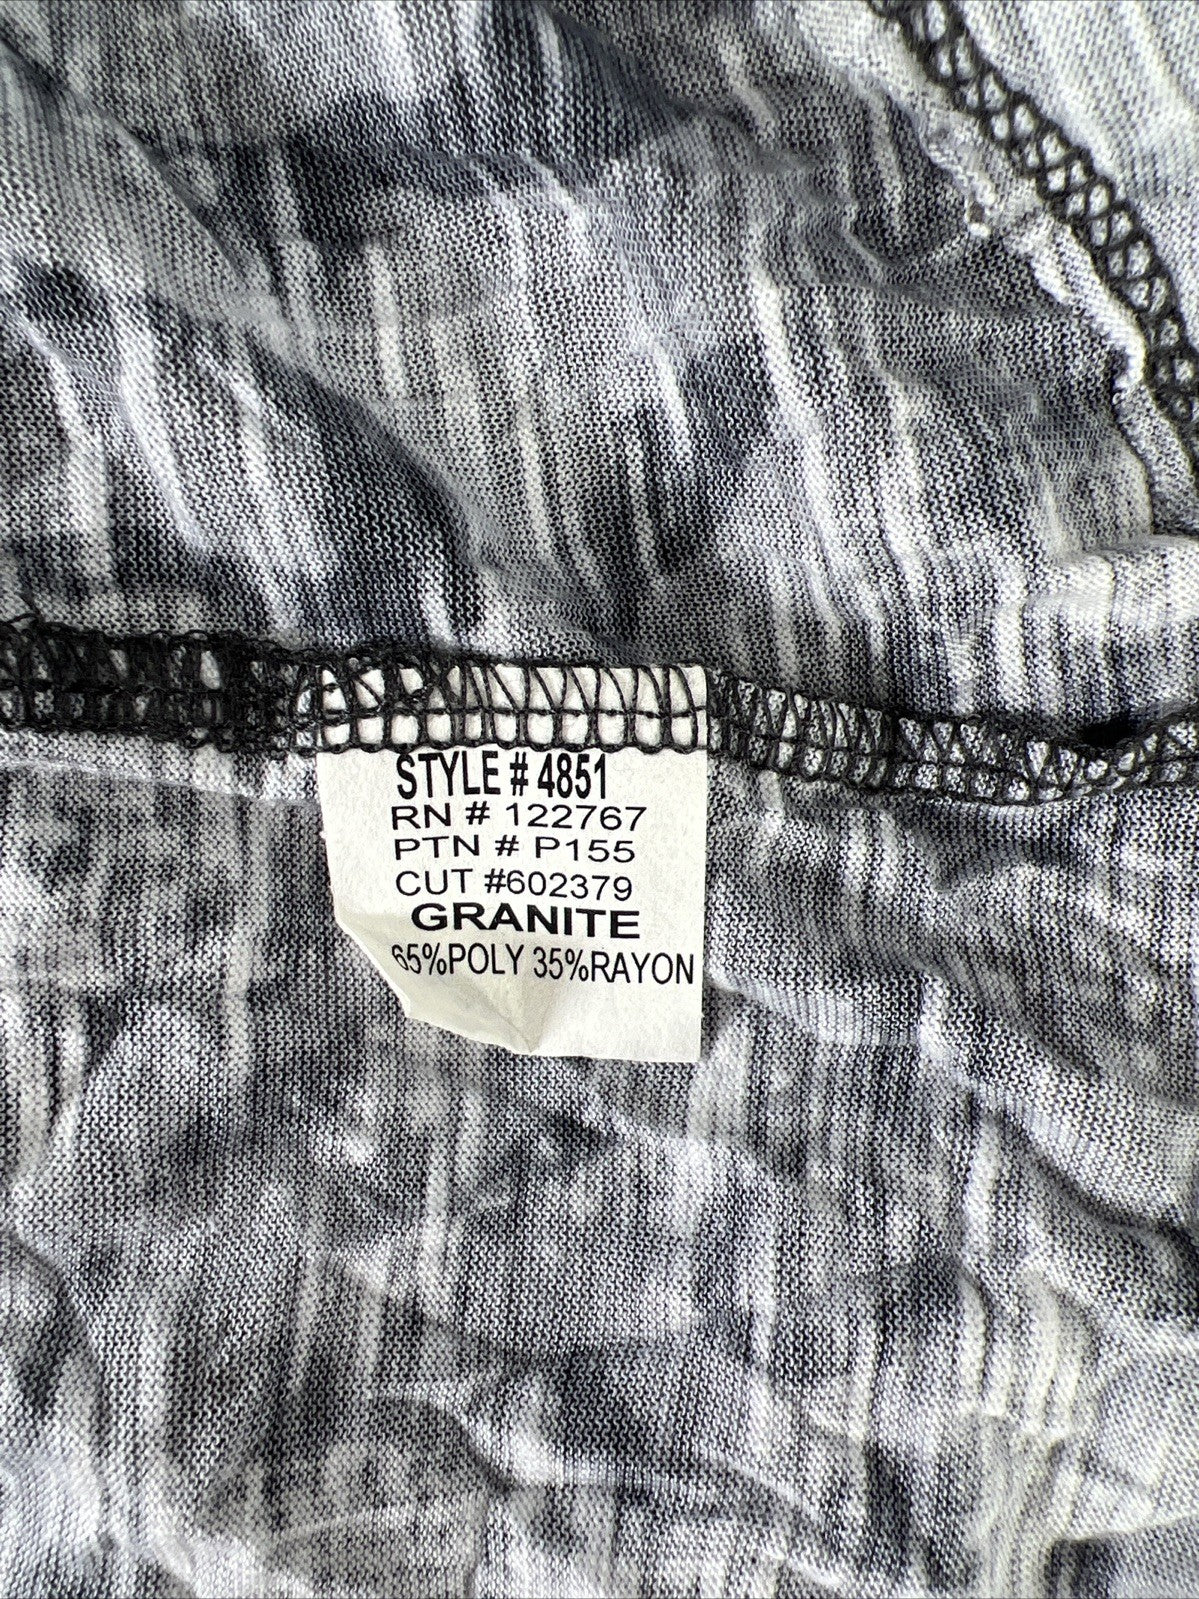 STYLE # 4851
RN # 122767
PTN # P155
CUT #602379
GRANITE
65%POLY 35%RAYON